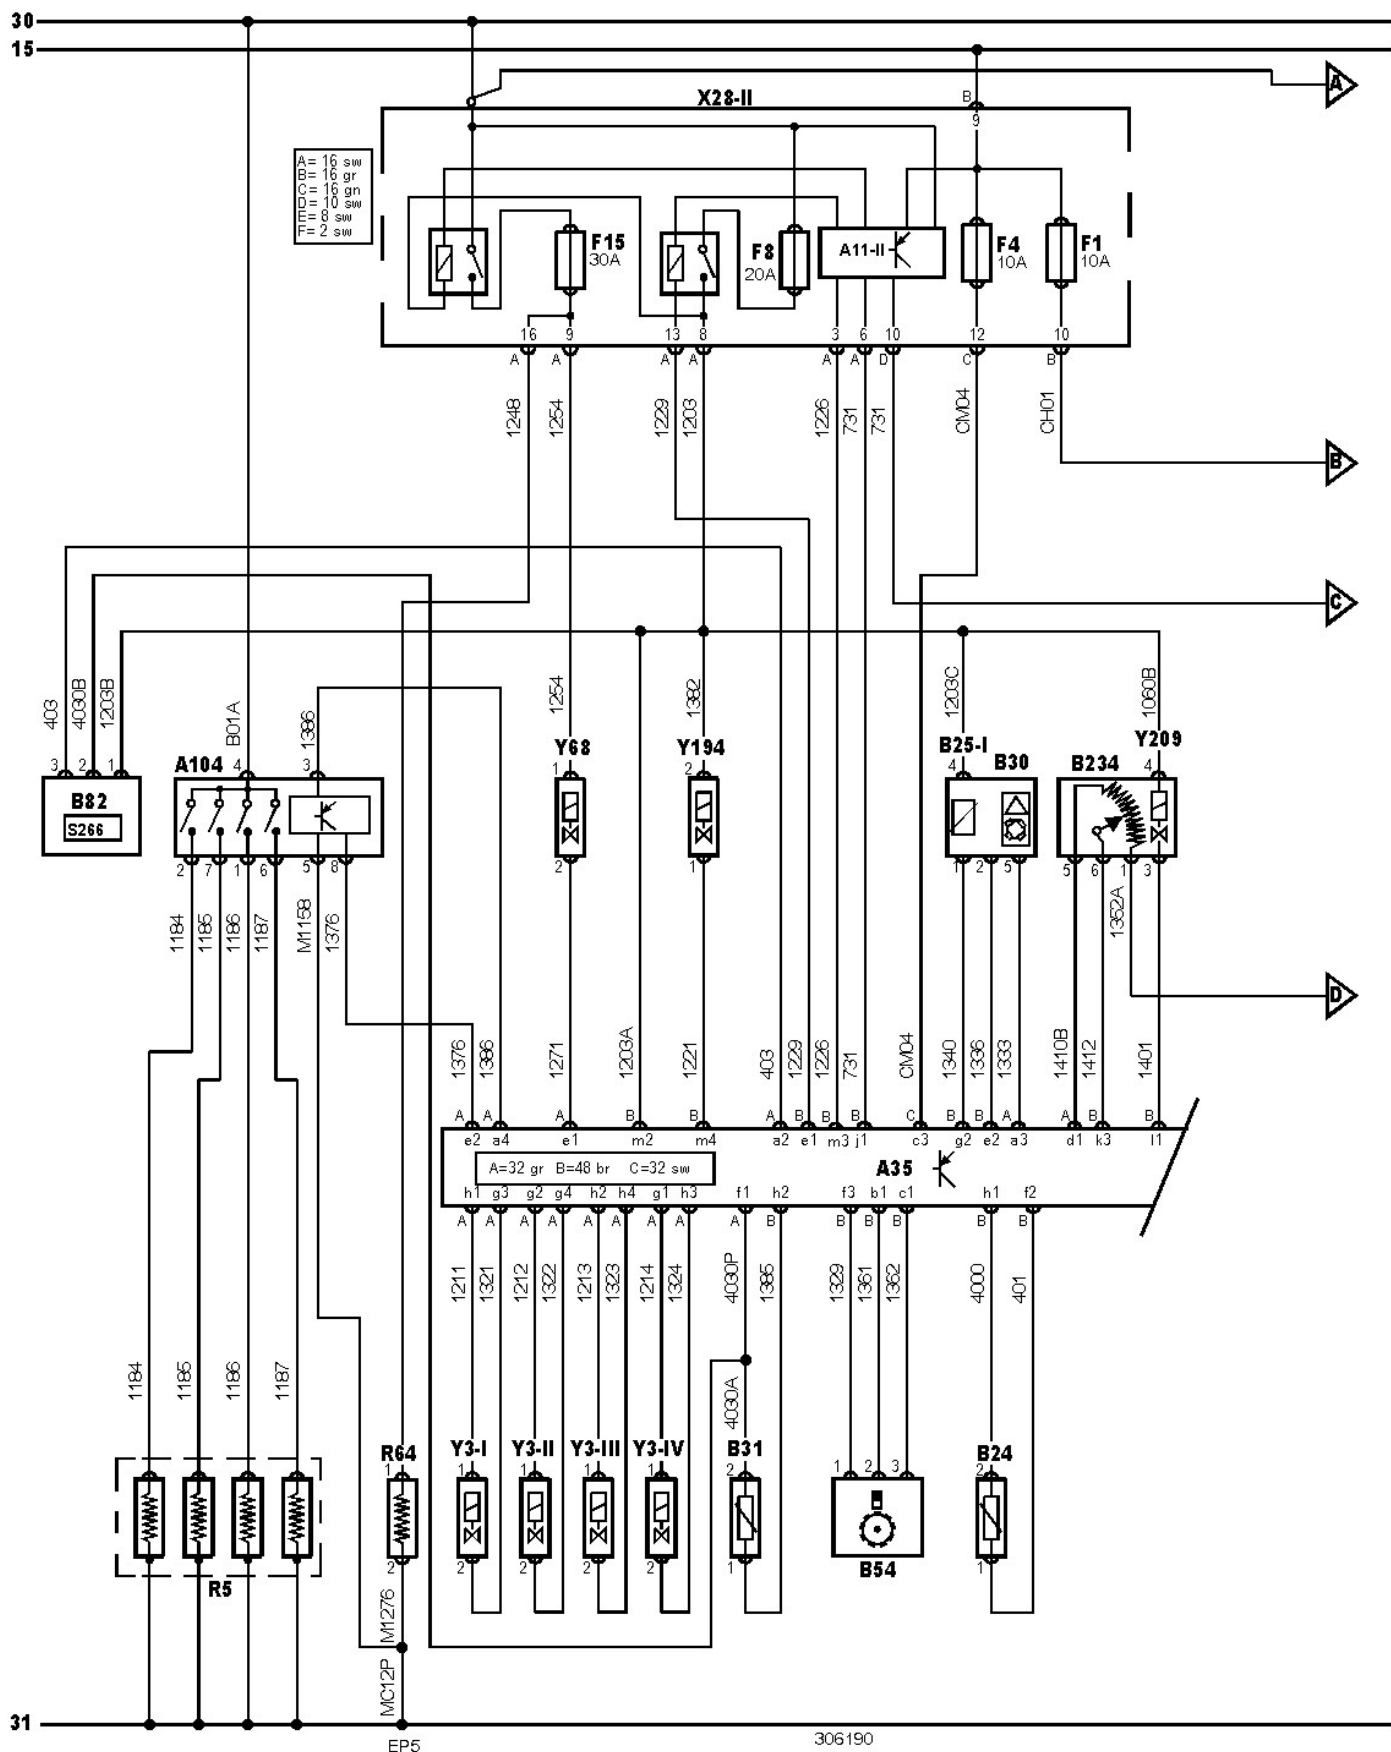 30
15
A
X28-II
B
9
A= 16 sw
B= 16 gr
C= 16 gn
D= 10 sw
E= 8 sw
F= 2 sw
F15
30A
F8
20A
A11-II
F4
10A
F1
10A
16 9 13 8 3 6 10 12 10
A A A A A A D C B
1248 1254 1229 1203 1226 731 731 CM04 CH01
B
C
403 4030B 1203B B01A 1386 1254 1382 1203C 1060B
3 2 1
B82
S266
A104
4 3
2 7 1 6 5 8
Y68
1
2
Y194
2
1
B25-I
4
B30
1 2 5
B234
Y209
4
5 6 1 3
1184 1185 1186 1187 M1158 1376 1352A
D
1376 1386 1271 1203A 1221 403 1229 1226 731 CM04 1340 1336 1333 1410B 1412 1401
A A A B B A B B B C B B A A B B
e2 a4 e1 m2 m4 a2 e1 m3 j1 c3 g2 e2 a3 d1 k3 l1
A=32 gr B=48 br C=32 sw
A35
h1 g3 g2 g4 h2 h4 g1 h3 f1 h2 f3 b1 c1 h1 f2
A A A A A A A A A B B B B B B
1211 1321 1212 1322 1213 1323 1214 1324 4030P 1385 1329 1361 1362 4000 401
1184 1185 1186 1187 4030A
R64
1
2
Y3-I
1
2
Y3-II
1
2
Y3-III
1
2
Y3-IV
1
2
B31
2
1
1 2 3
B54
B24
2
1
R5
M1276
MC12P
31
EP5
306190